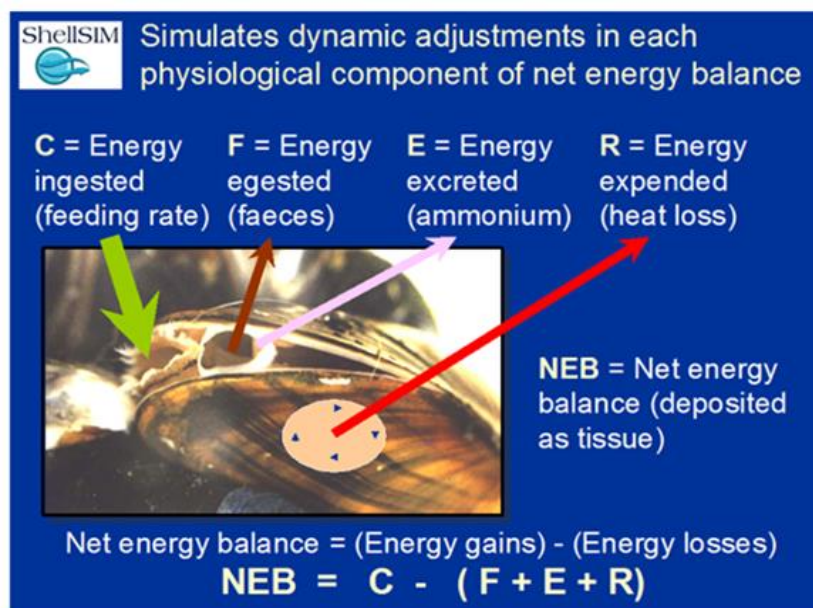 ShellSIM
Simulates dynamic adjustments in each
physiological component of net energy balance
C = Energy
ingested
(feeding rate)
F = Energy
egested
(faeces)
E = Energy
excreted
(ammonium)
R = Energy
expended
(heat loss)
NEB = Net energy
balance (deposited
as tissue)
Net energy balance = (Energy gains) - (Energy losses)
NEB = C - ( F + E + R)